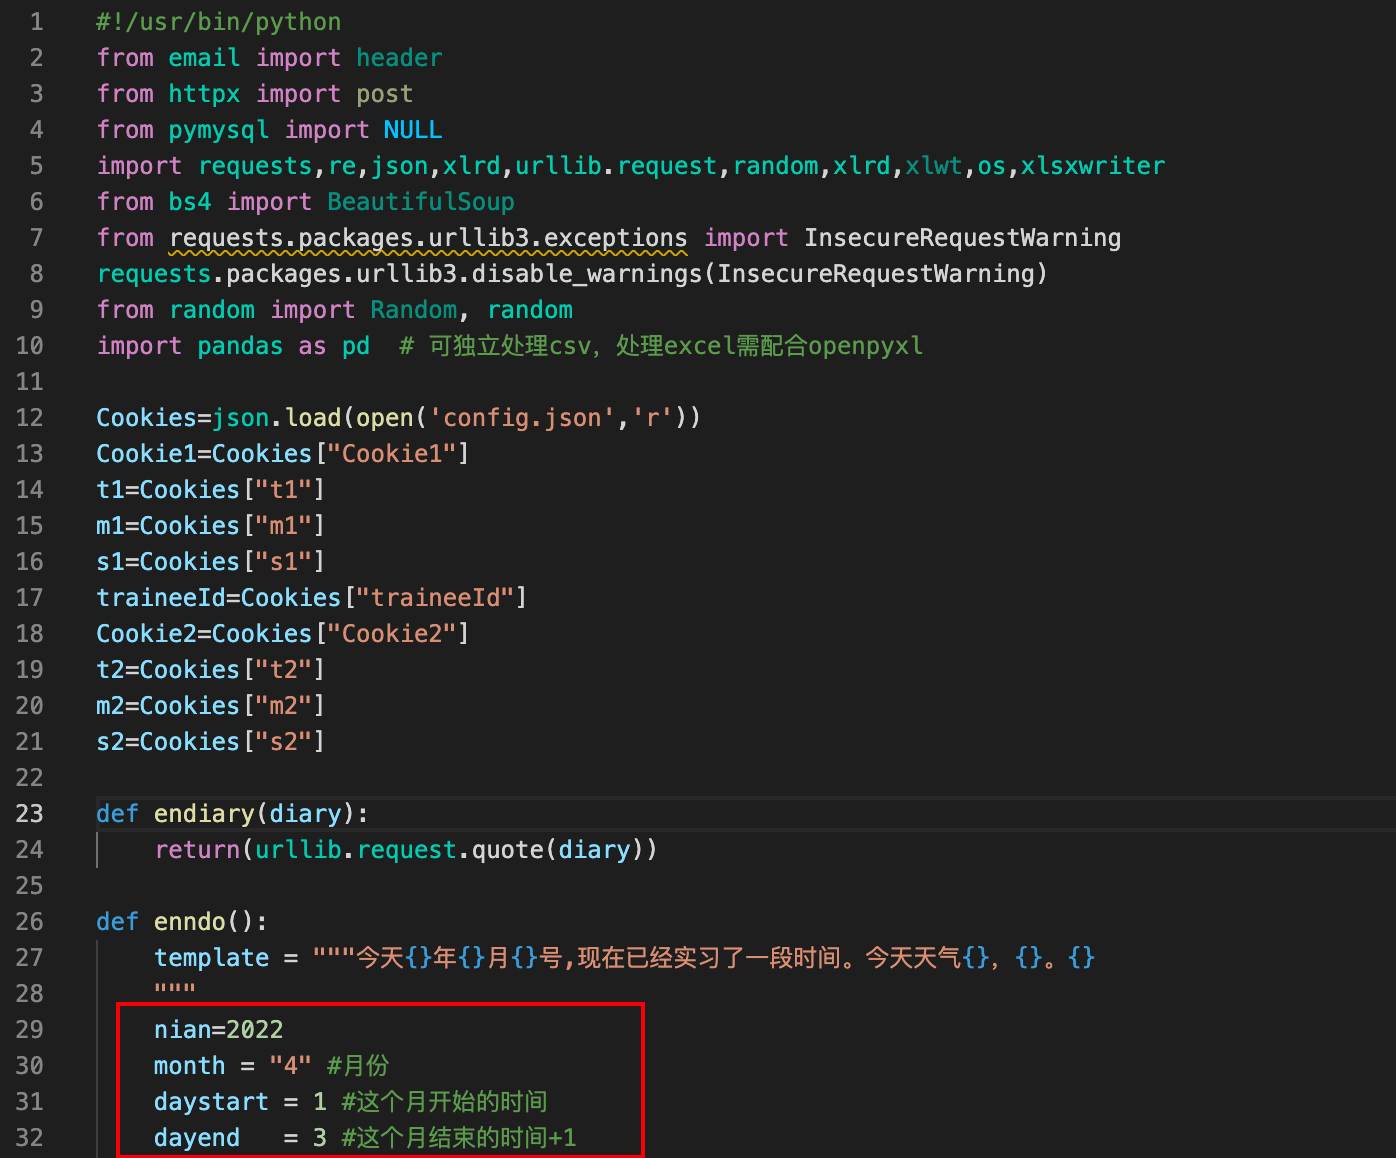 1 #!/usr/bin/python
2 from email import header
3 from httpx import post
4 from pymysql import NULL
5 import requests,re,json,xlrd,urllib.request,random,xlrd,xlwt,os,xlsxwriter
6 from bs4 import BeautifulSoup
7 from requests.packages.urllib3.exceptions import InsecureRequestWarning
8 requests.packages.urllib3.disable_warnings(InsecureRequestWarning)
9 from random import Random, random
10 import pandas as pd  # 可独立处理csv，处理excel需配合openpyxl
11
12 Cookies=json.load(open('config.json','r'))
13 Cookie1=Cookies["Cookie1"]
14 t1=Cookies["t1"]
15 m1=Cookies["m1"]
16 s1=Cookies["s1"]
17 traineeId=Cookies["traineeId"]
18 Cookie2=Cookies["Cookie2"]
19 t2=Cookies["t2"]
20 m2=Cookies["m2"]
21 s2=Cookies["s2"]
22
23 def endiary(diary):
24     return(urllib.request.quote(diary))
25
26 def enndo():
27     template = """今天{}年{}月{}号,现在已经实习了一段时间。今天天气{}，{}。{}
28     """
29     nian=2022
30     month = "4" #月份
31     daystart = 1 #这个月开始的时间
32     dayend   = 3 #这个月结束的时间+1